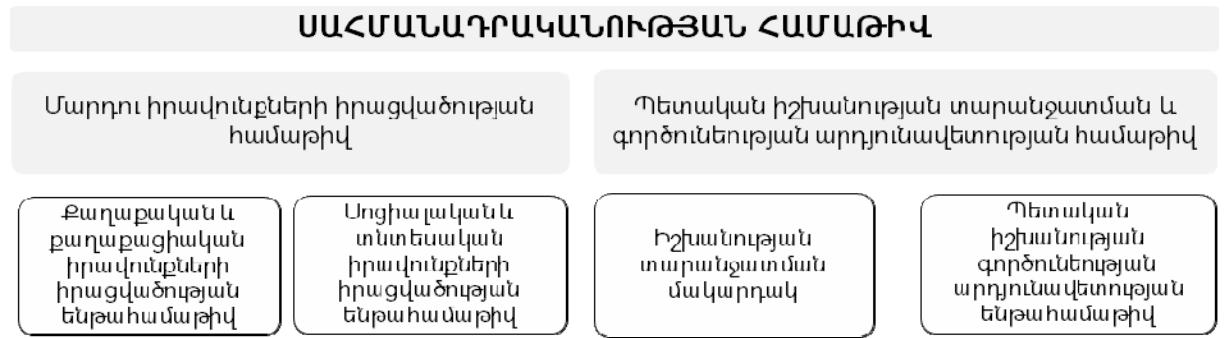 ՍԱՀՄԱՆԱԴՐԱԿԱՆՈՒԹՅԱՆ ՀԱՄԱԹԻՎ
Մարդու իրավունքների իրացվածության
համաթիվ
Պետական իշխանության տարանջատման և
գործունեության արդյունավետության համաթիվ
Քաղաքական և
քաղաքացիական
իրավունքների
իրացվածության
ենթահամաթիվ
Սոցիալական և
տնտեսական
իրավունքների
իրացվածության
ենթահամաթիվ
Իշխանության
տարանջատման
մակարդակ
Պետական
իշխանության
գործունեության
արդյունավետության
ենթահամաթիվ